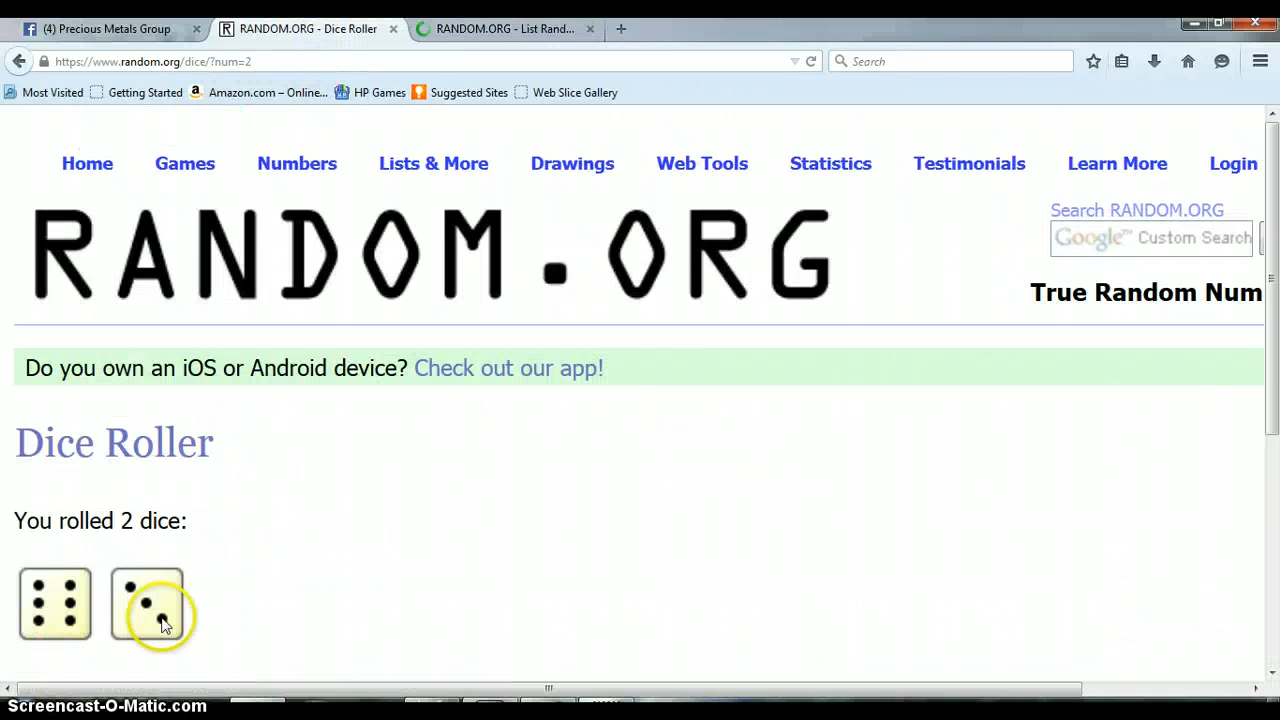 (4) Precious Metals Group
RANDOM.ORG - Dice Roller
RANDOM.ORG - List Rand...
https://www.random.org/dice/?num=2
Search
Most Visited
Getting Started
Amazon.com – Online...
HP Games
Suggested Sites
Web Slice Gallery
Home Games Numbers Lists & More Drawings Web Tools Statistics Testimonials Learn More Login
RANDOM.ORG
Search RANDOM.ORG
Google™ Custom Search
True Random Num
Do you own an iOS or Android device? Check out our app!
Dice Roller
You rolled 2 dice:
Screencast-O-Matic.com